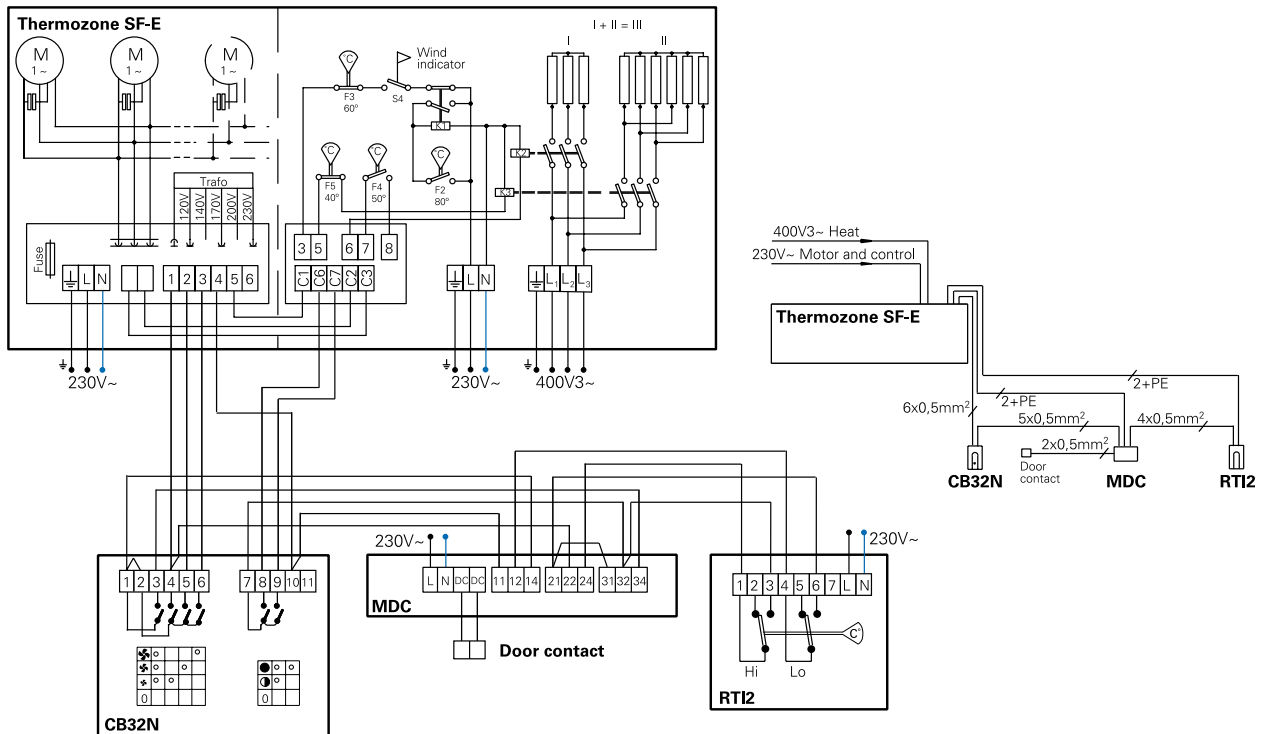 Thermozone SF-E
M
1 ~
M
1 ~
M
1 ~
Trafo
120V
140V
170V
200V
230V
Fuse
L N
1 2 3 4 5 6
I + II = III
I II
°C
F3
60°
S4
Wind
indicator
K1
°C
F5
40°
°C
F4
50°
°C
F2
80°
K2
K3
3 5 6 7 8
C1 C6 C7 C2 C3
L N
L1 L2 L3
230V~
230V~
400V3~
400V3~ Heat
230V~ Motor and control
Thermozone SF-E
2+PE
2+PE
6x0,5mm²
5x0,5mm²
4x0,5mm²
2x0,5mm²
Door
contact
CB32N
MDC
RTI2
1 2 3 4 5 6
7 8 9 10 11
0
0
CB32N
230V~
L N DC DC
11 12 14
21 22 24
31 32 34
MDC
Door contact
230V~
1 2 3 4 5 6 7 L N
C°
Hi
Lo
RTI2